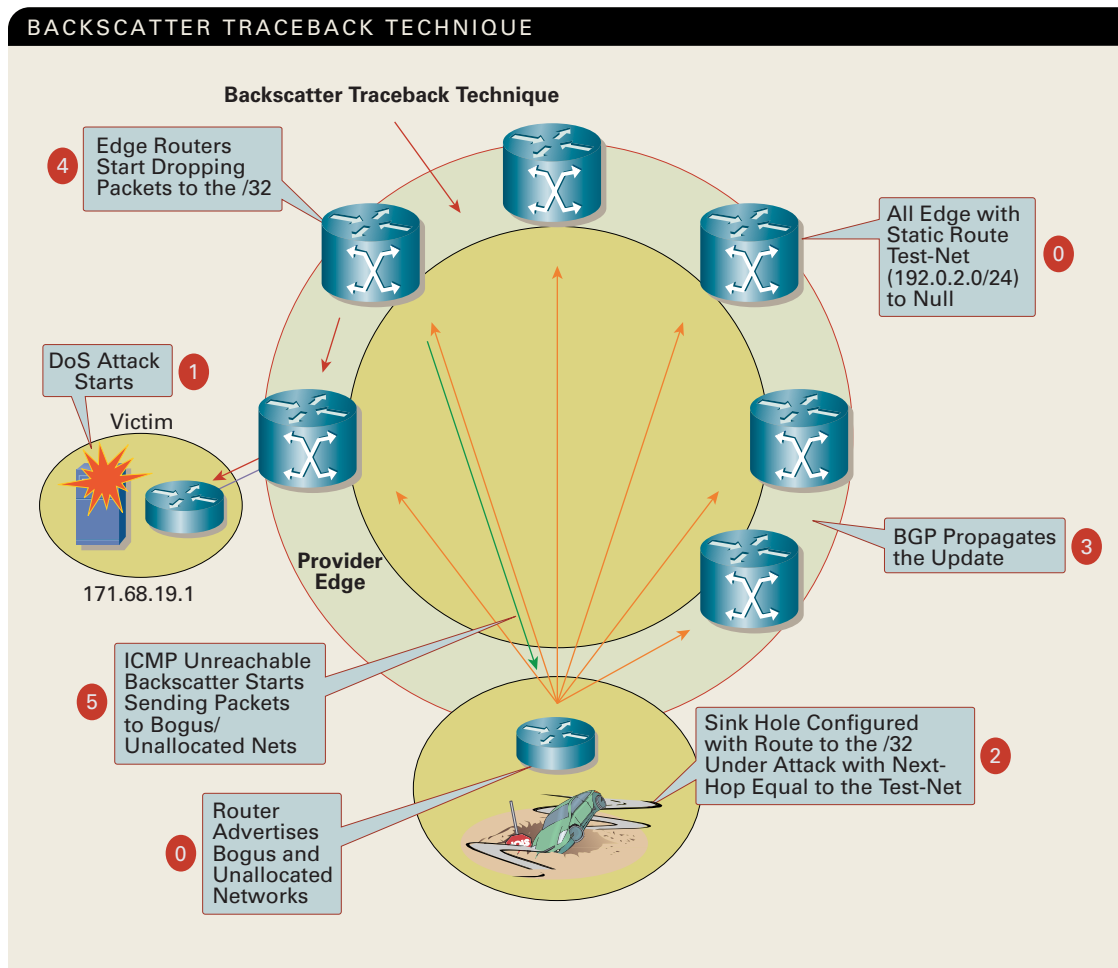 BACKSCATTER TRACEBACK TECHNIQUE
Backscatter Traceback Technique
4
Edge Routers
Start Dropping
Packets to the /32
All Edge with
Static Route
Test-Net
(192.0.2.0/24)
to Null
0
DoS Attack
Starts
1
Victim
171.68.19.1
Provider
Edge
BGP Propagates
the Update
3
5
ICMP Unreachable
Backscatter Starts
Sending Packets
to Bogus/
Unallocated Nets
Sink Hole Configured
with Route to the /32
Under Attack with Next-
Hop Equal to the Test-Net
2
0
Router
Advertises
Bogus and
Unallocated
Networks